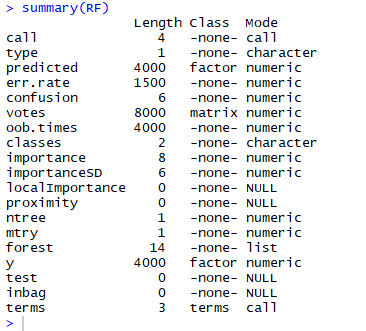 > summary(RF)
                Length Class  Mode
call               4   -none- call
type               1   -none- character
predicted       4000   factor numeric
err.rate        1500   -none- numeric
confusion          6   -none- numeric
votes           8000   matrix numeric
oob.times       4000   -none- numeric
classes            2   -none- character
importance         8   -none- numeric
importanceSD       6   -none- numeric
localImportance    0   -none- NULL
proximity          0   -none- NULL
ntree              1   -none- numeric
mtry               1   -none- numeric
forest            14   -none- list
y               4000   factor numeric
test               0   -none- NULL
inbag              0   -none- NULL
terms              3   terms  call
>